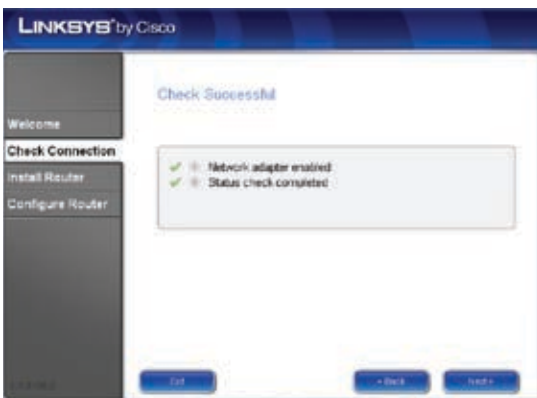 LINKSYS® by Cisco
Check Successful
Welcome
Check Connection
Install Router
Configure Router
Network adapter enabled
Status check completed
Exit
< Back
Next >